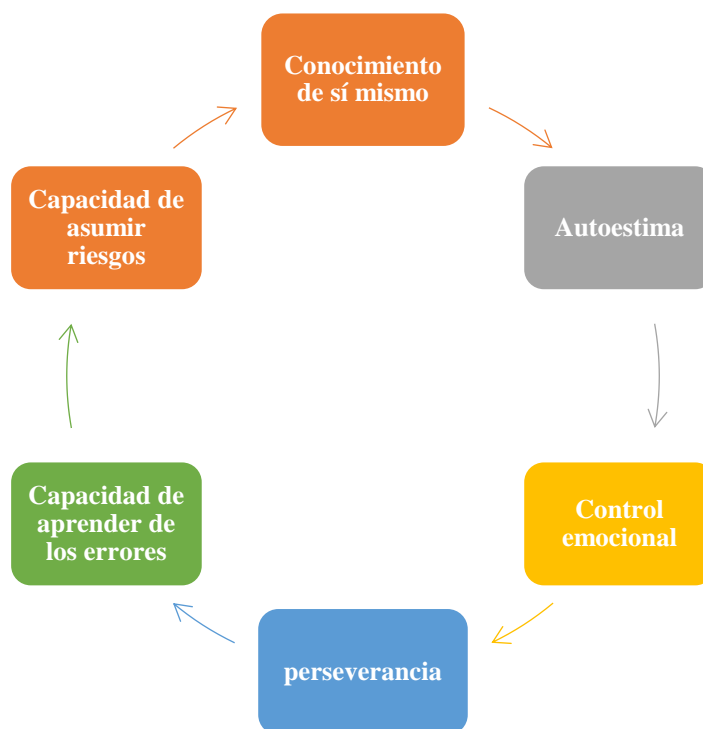 Conocimiento
de sí mismo
Autoestima
Control
emocional
perseverancia
Capacidad de
aprender de
los errores
Capacidad de
asumir
riesgos